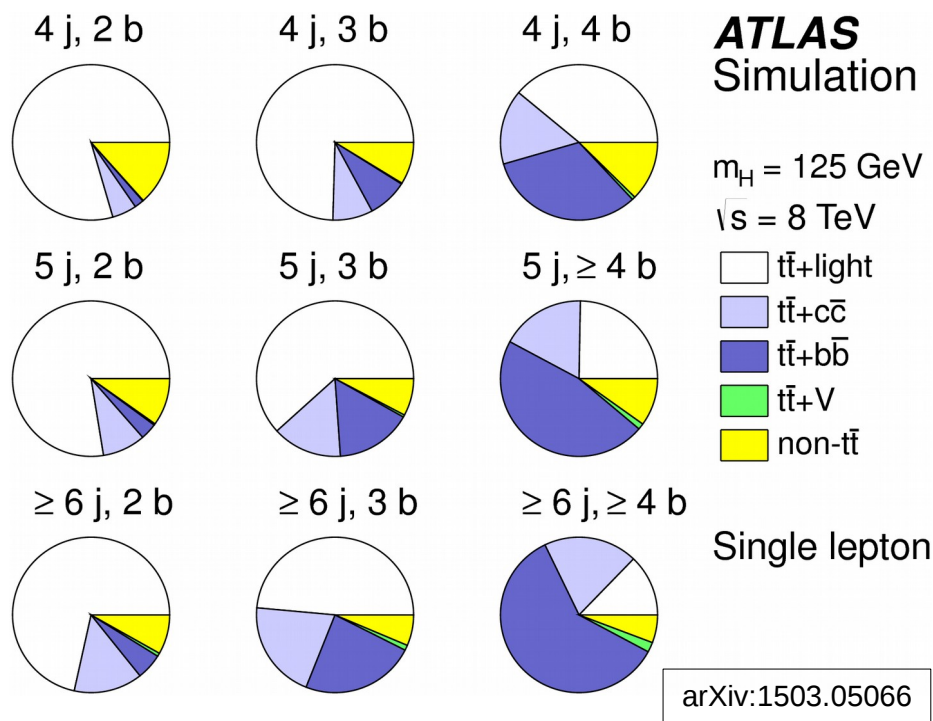 4 j, 2 b
4 j, 3 b
4 j, 4 b
ATLAS
Simulation
m_H = 125 GeV
√s = 8 TeV
5 j, 2 b
5 j, 3 b
5 j, ≥ 4 b
tt̄+light
tt̄+cc̄
tt̄+bb̄
tt̄+V
non-tt̄
≥ 6 j, 2 b
≥ 6 j, 3 b
≥ 6 j, ≥ 4 b
Single lepton
arXiv:1503.05066